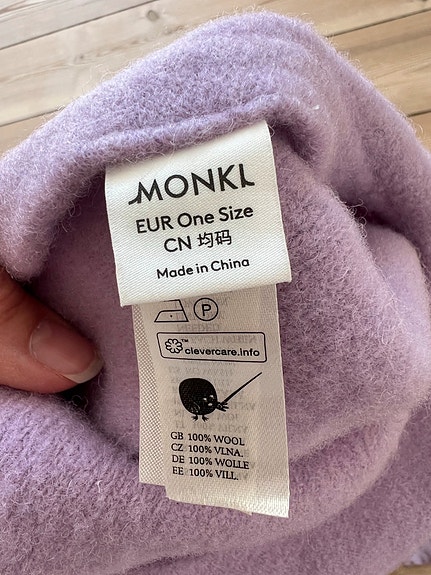 MONKI
EUR One Size
CN 均码
Made in China
P
TM
clevercare.info
GB 100% WOOL
CZ 100% VLNA.
DE 100% WOLLE
EE 100% VILL.